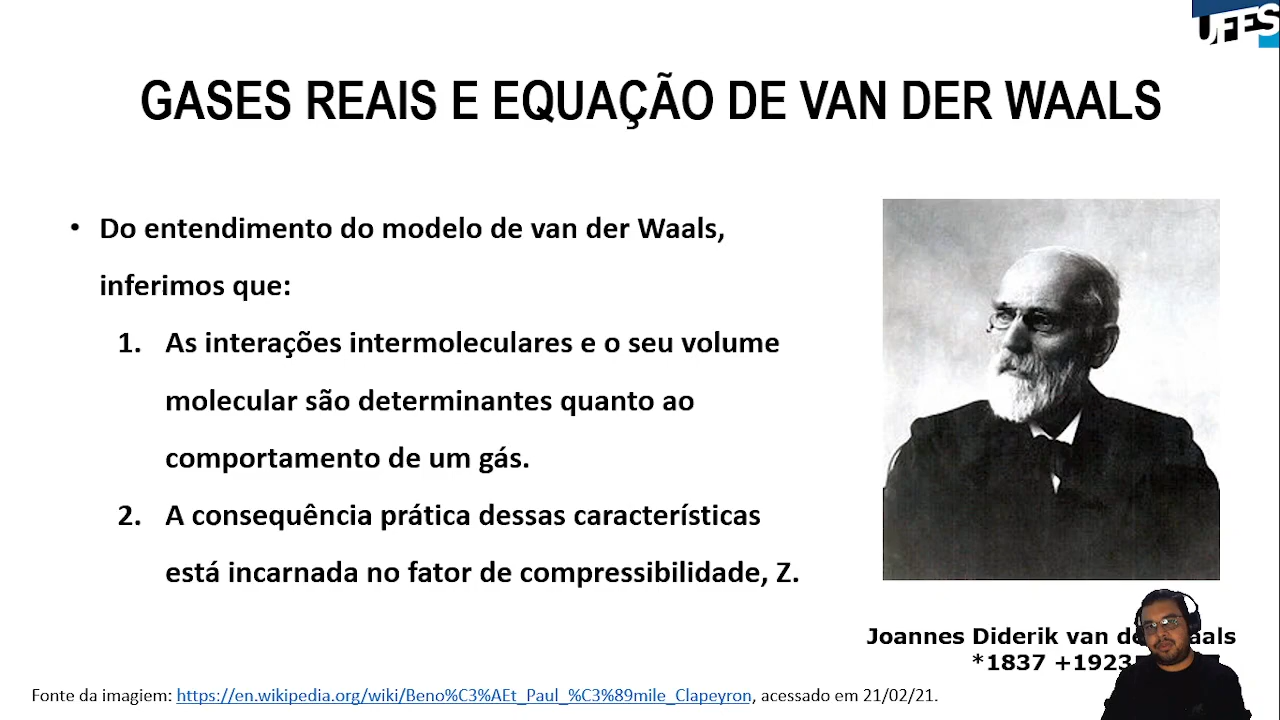 UFES
GASES REAIS E EQUAÇÃO DE VAN DER WAALS
• Do entendimento do modelo de van der Waals,
inferimos que:
1. As interações intermoleculares e o seu volume
molecular são determinantes quanto ao
comportamento de um gás.
2. A consequência prática dessas características
está incarnada no fator de compressibilidade, Z.
Joannes Diderik van
*1837 +1923
Fonte da imagiem: https://en.wikipedia.org/wiki/Beno%C3%AEt_Paul_%C3%89mile_Clapeyron, acessado em 21/02/21.